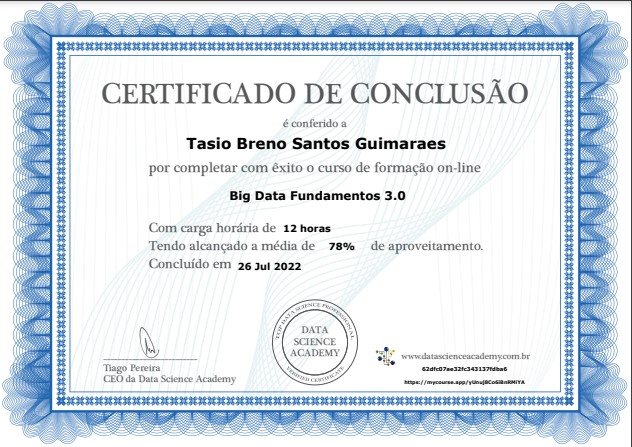 CERTIFICADO DE CONCLUSÃO
é conferido a
Tasio Breno Santos Guimaraes
por completar com êxito o curso de formação on-line
Big Data Fundamentos 3.0
Com carga horária de 12 horas
Tendo alcançado a média de 78% de aproveitamento.
Concluído em 26 Jul 2022
TOP DATA SCIENCE PROFESSIONAL
DATA
SCIENCE
ACADEMY
VERIFIED CERTIFICATE
Tiago Pereira
CEO da Data Science Academy
www.datascienceacademy.com.br
62dfc07ae32fc343137fdba6
https://mycourse.app/yUnuj8Co6iBnRMiYA